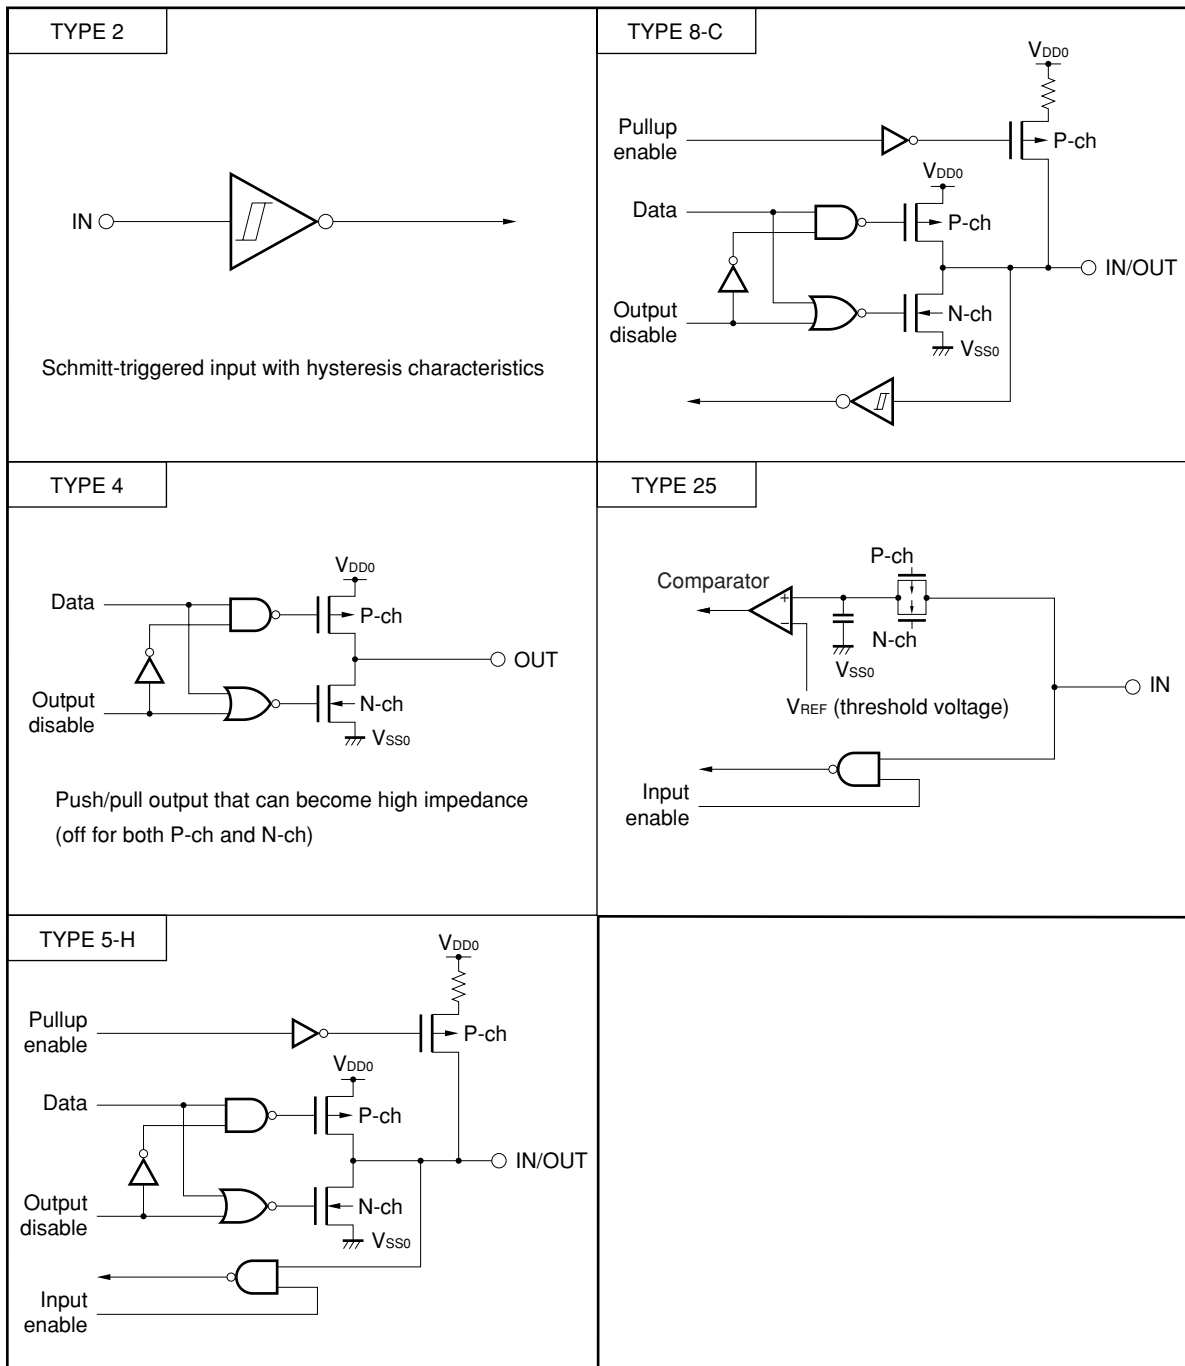 TYPE 2
IN
Schmitt-triggered input with hysteresis characteristics
TYPE 8-C
VDD0
Pullup
enable
P-ch
VDD0
Data
P-ch
IN/OUT
Output
disable
N-ch
VSS0
TYPE 4
VDD0
Data
P-ch
OUT
Output
disable
N-ch
VSS0
Push/pull output that can become high impedance
(off for both P-ch and N-ch)
TYPE 25
P-ch
Comparator
+
−
N-ch
VSS0
IN
VREF (threshold voltage)
Input
enable
TYPE 5-H
VDD0
Pullup
enable
P-ch
VDD0
Data
P-ch
IN/OUT
Output
disable
N-ch
VSS0
Input
enable